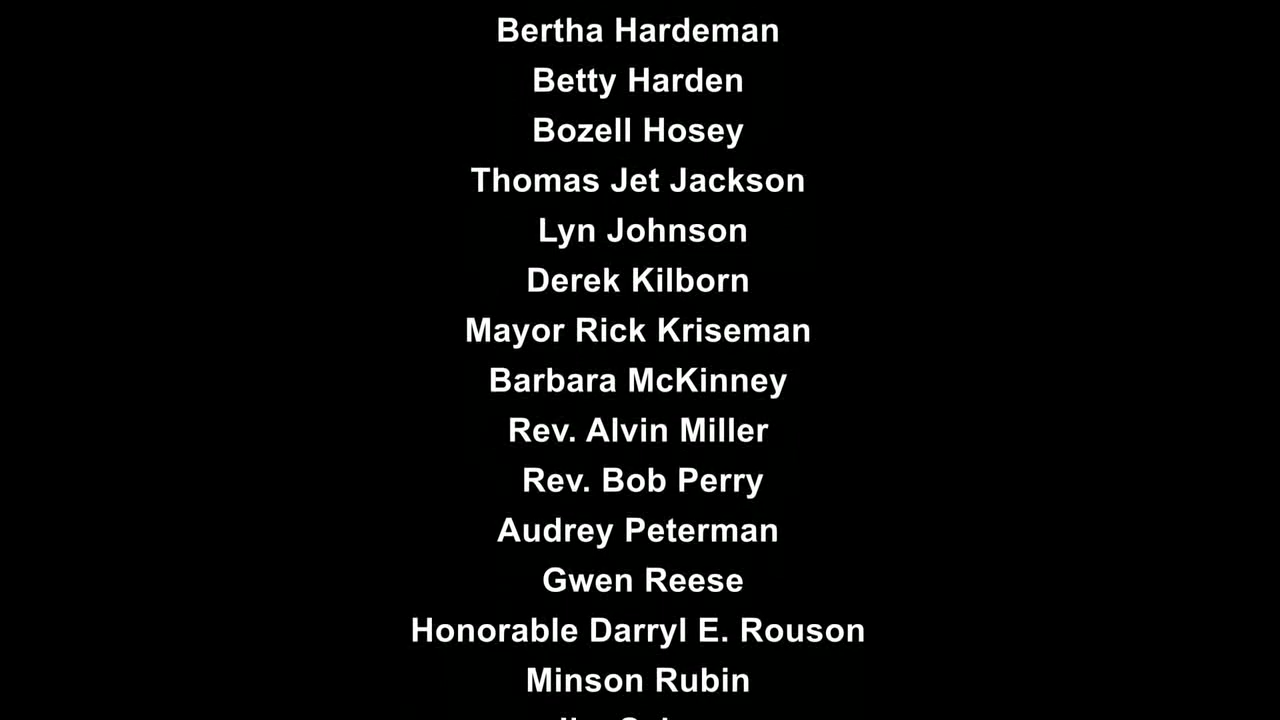 Bertha Hardeman
Betty Harden
Bozell Hosey
Thomas Jet Jackson
Lyn Johnson
Derek Kilborn
Mayor Rick Kriseman
Barbara McKinney
Rev. Alvin Miller
Rev. Bob Perry
Audrey Peterman
Gwen Reese
Honorable Darryl E. Rouson
Minson Rubin